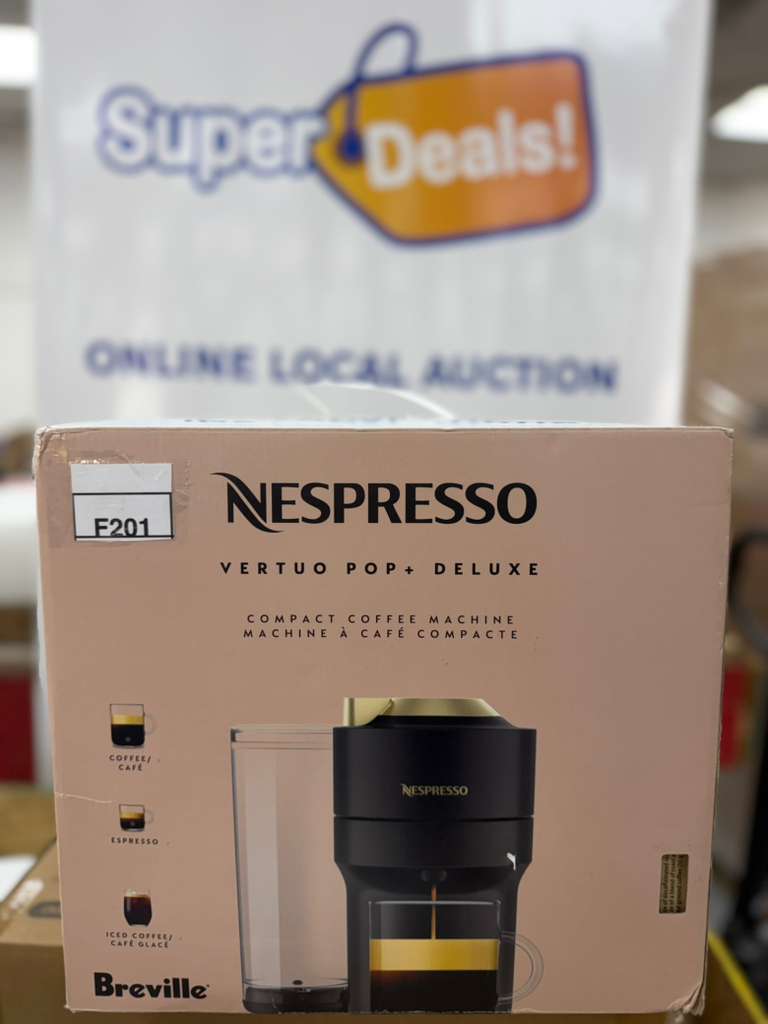 Super Deals!
ONLINE LOCAL AUCTION
F201
NESPRESSO
VERTUO POP+ DELUXE
COMPACT COFFEE MACHINE
MACHINE À CAFÉ COMPACTE
COFFEE/
CAFÉ
ESPRESSO
ICED COFFEE/
CAFÉ GLACÉ
NESPRESSO
Breville